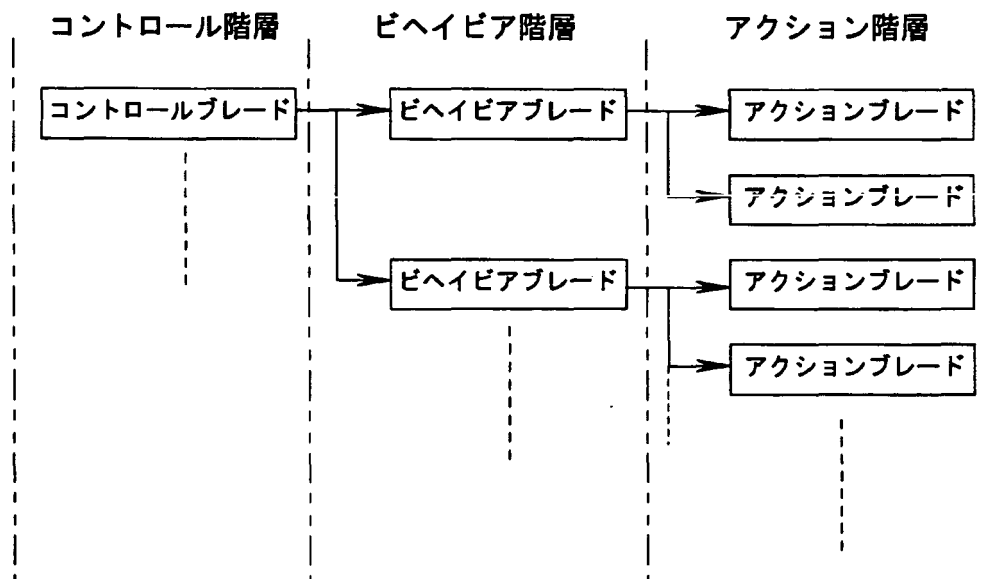 コントロール階層
ビヘイビア階層
アクション階層
コントロールブレード
ビヘイビアブレード
アクションブレード
アクションブレード
ビヘイビアブレード
アクションブレード
アクションブレード